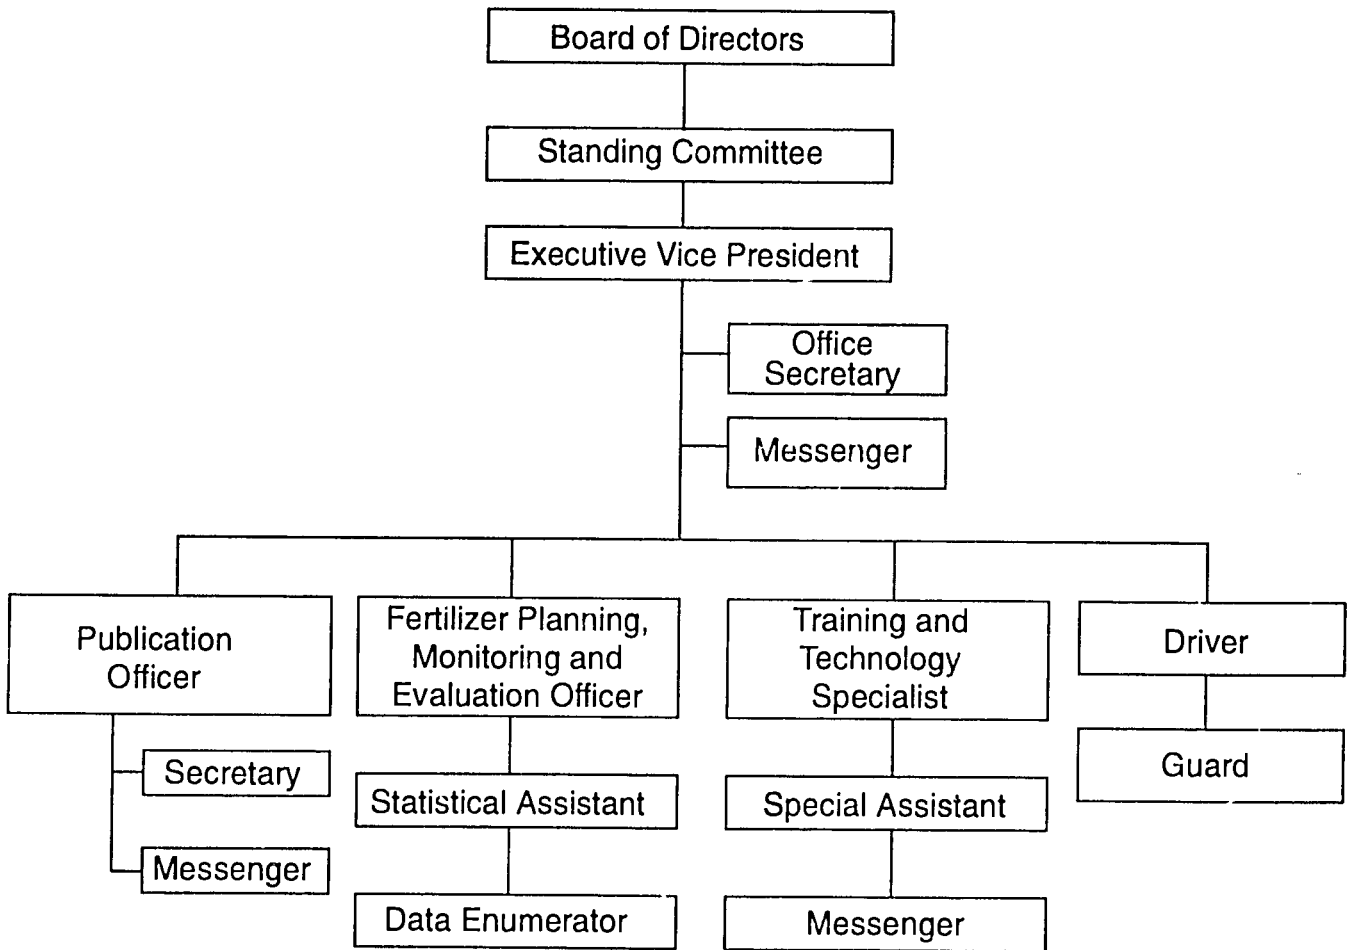 Board of Directors
Standing Committee
Executive Vice President
Office
Secretary
Messenger
Publication
Officer
Secretary
Messenger
Fertilizer Planning,
Monitoring and
Evaluation Officer
Statistical Assistant
Data Enumerator
Training and
Technology
Specialist
Special Assistant
Messenger
Driver
Guard